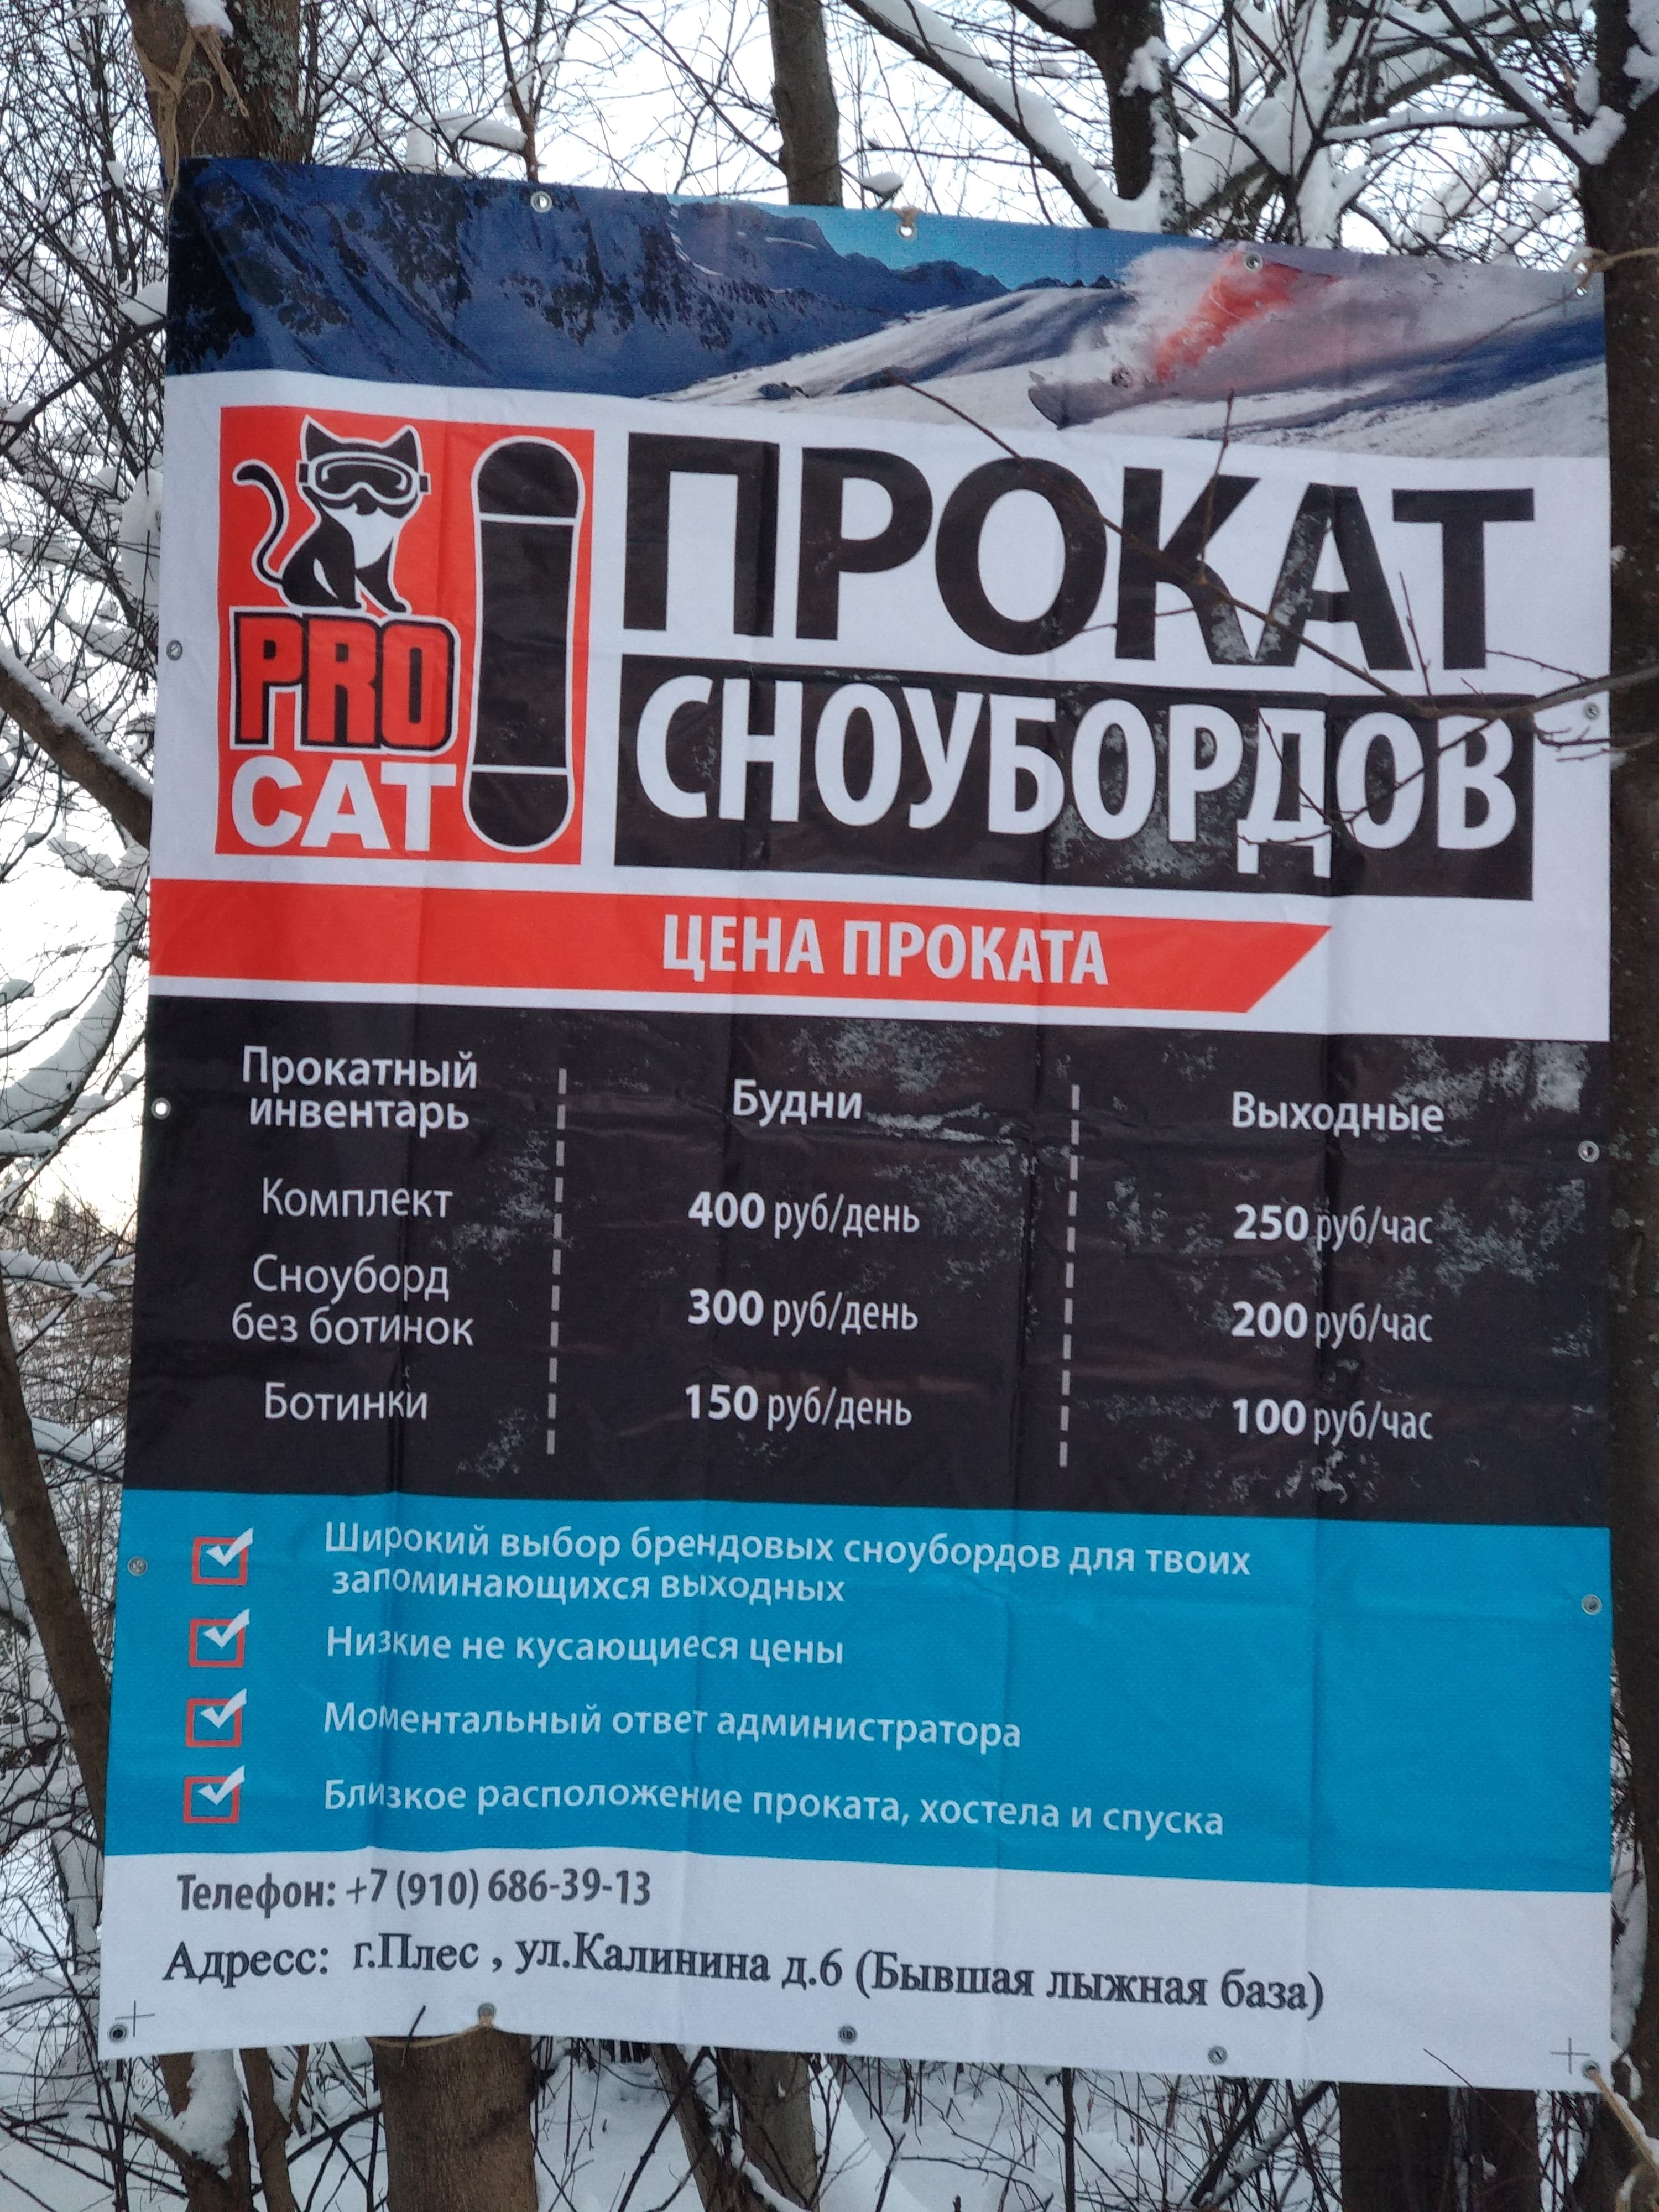 PRO
CAT
ПРОКАТ
СНОУБОРДОВ
ЦЕНА ПРОКАТА
Прокатный
инвентарь
Будни
Выходные
Комплект
400 руб/день
250 руб/час
Сноуборд
без ботинок
300 руб/день
200 руб/час
Ботинки
150 руб/день
100 руб/час
Широкий выбор брендовых сноубордов для твоих
запоминающихся выходных
Низкие не кусающиеся цены
Моментальный ответ администратора
Близкое расположение проката, хостела и спуска
Телефон: +7 (910) 686-39-13
Адресс: г.Плес , ул.Калинина д.6 (Бывшая лыжная база)